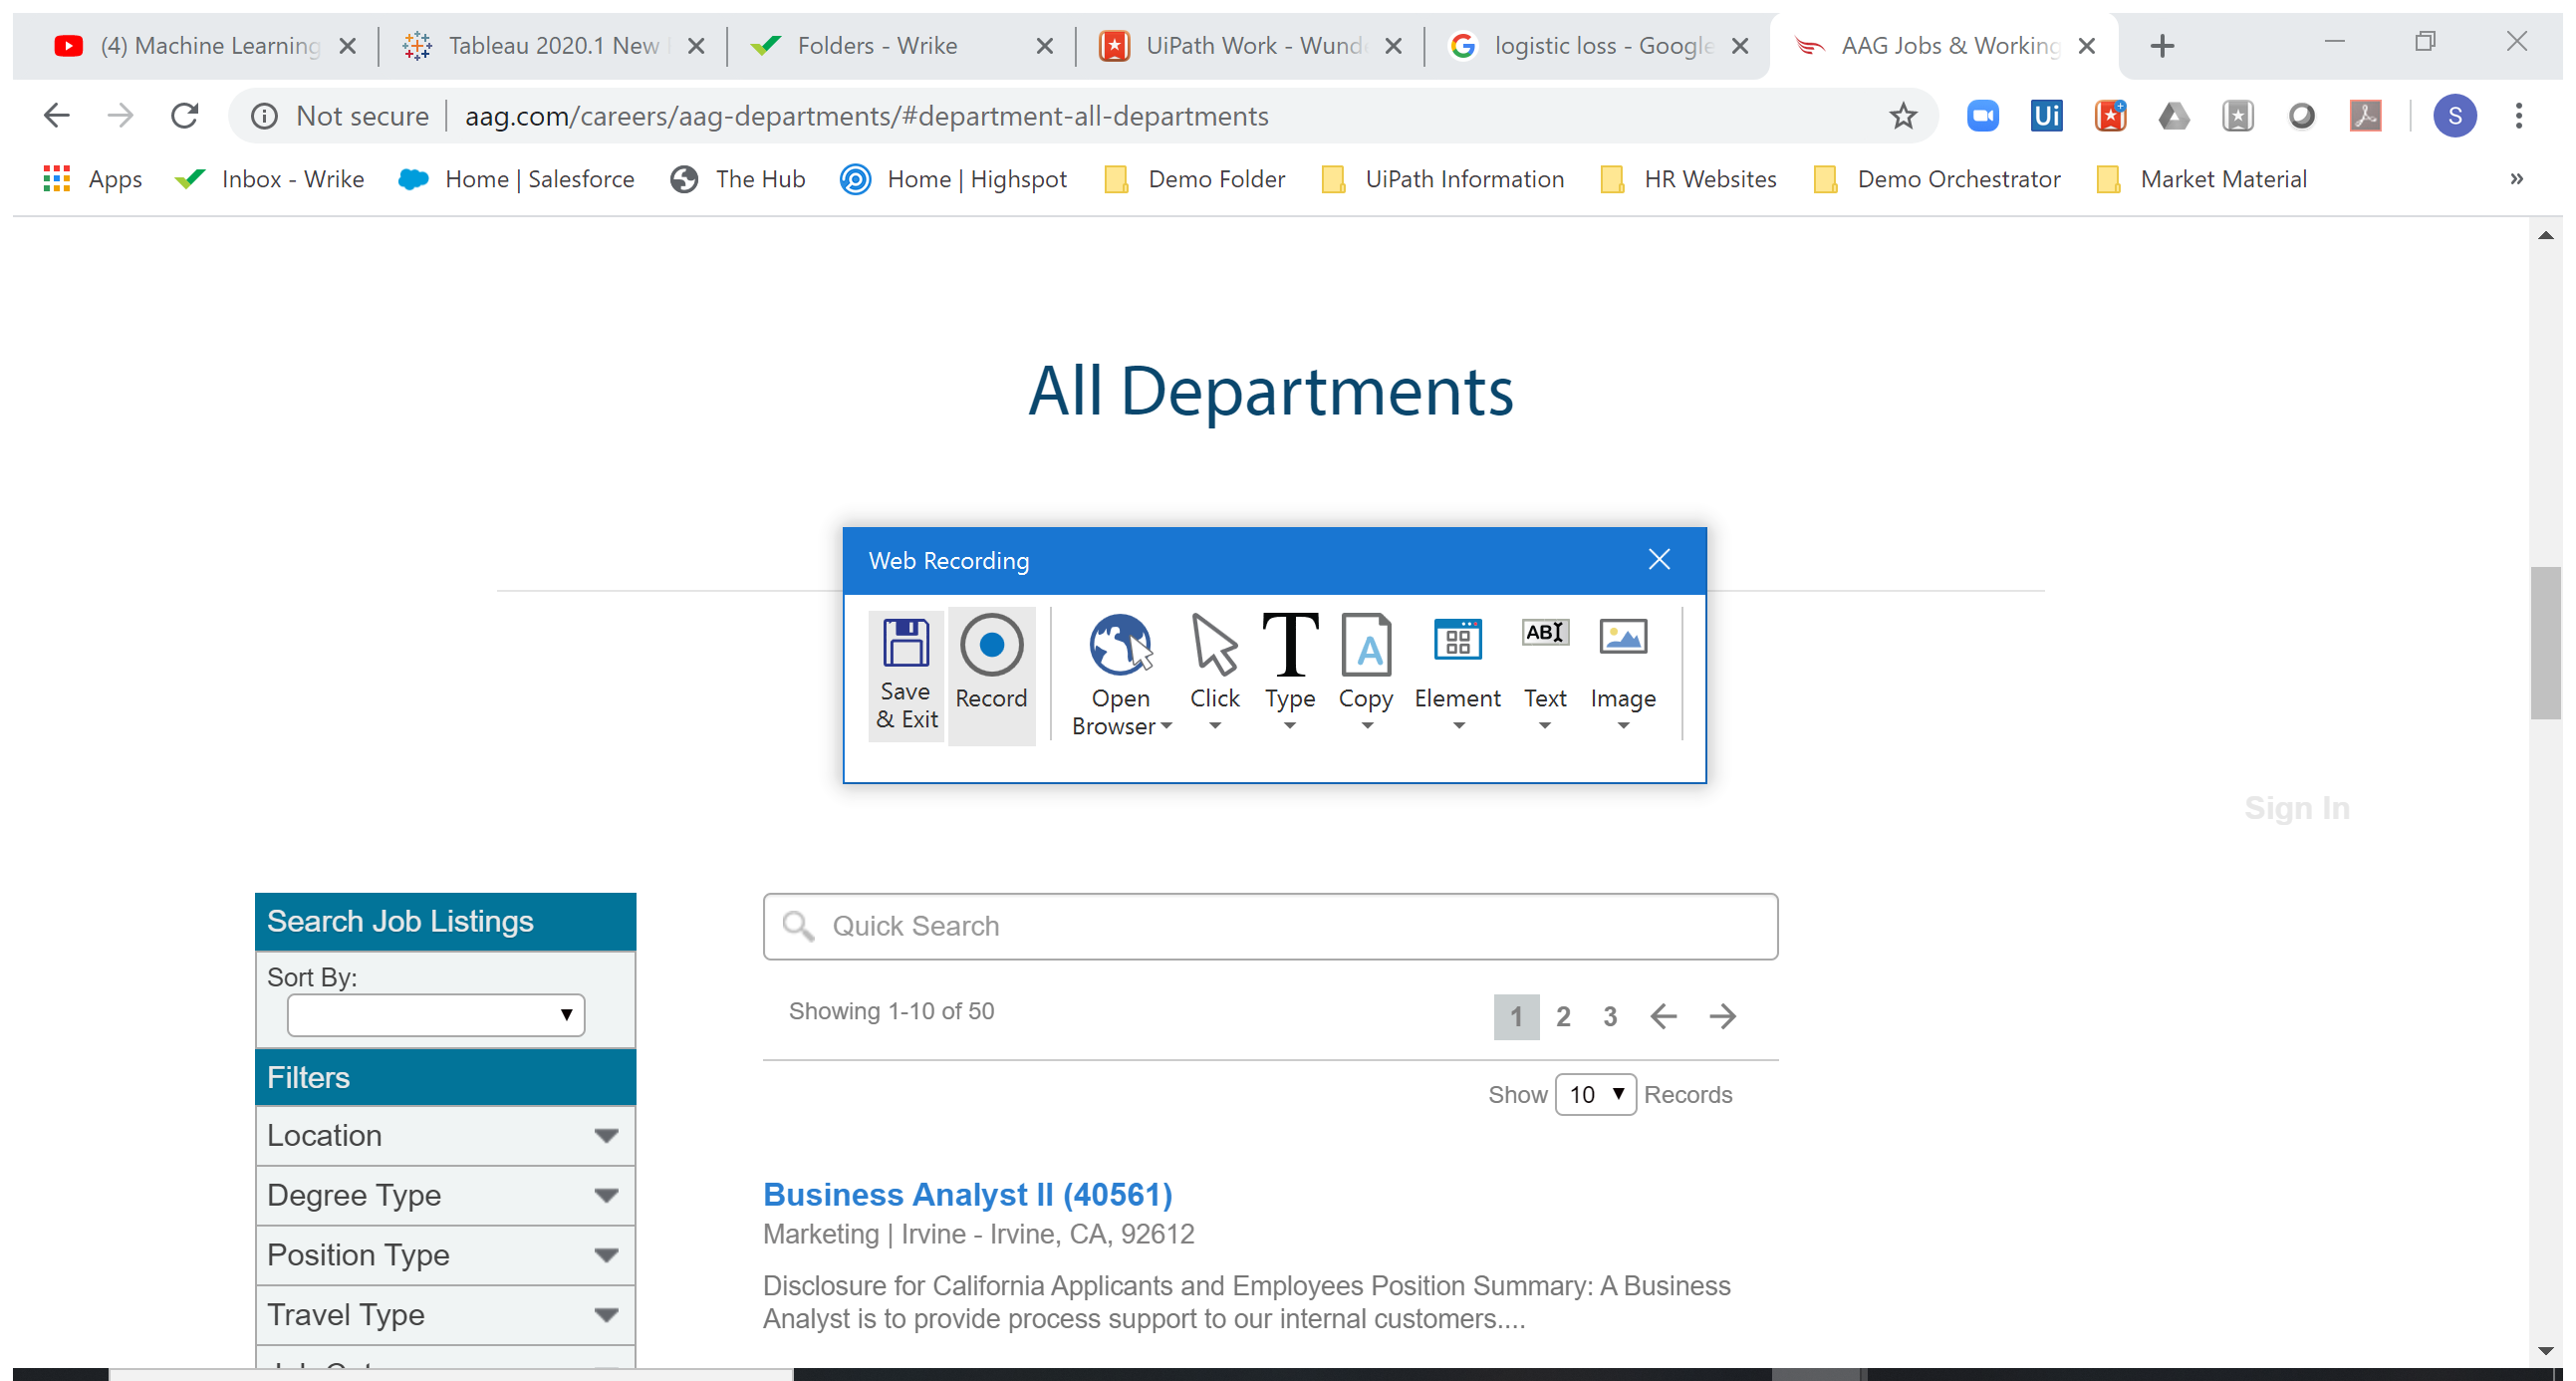 (4) Machine Learning
Tableau 2020.1 New
Folders - Wrike
UiPath Work - Wund
logistic loss - Google
AAG Jobs & Working
Not secure
aag.com/careers/aag-departments/#department-all-departments
Ui
S
Apps
Inbox - Wrike
Home | Salesforce
The Hub
Home | Highspot
Demo Folder
UiPath Information
HR Websites
Demo Orchestrator
Market Material
»
All Departments
Web Recording
Save & Exit
Record
Open Browser
Click
T
Type
A
Copy
Element
AB
Text
Image
Sign In
Search Job Listings
Sort By:
Filters
Location
Degree Type
Position Type
Travel Type
Quick Search
Showing 1-10 of 50
1 2 3
Show 10 Records
Business Analyst II (40561)
Marketing | Irvine - Irvine, CA, 92612
Disclosure for California Applicants and Employees Position Summary: A Business
Analyst is to provide process support to our internal customers....